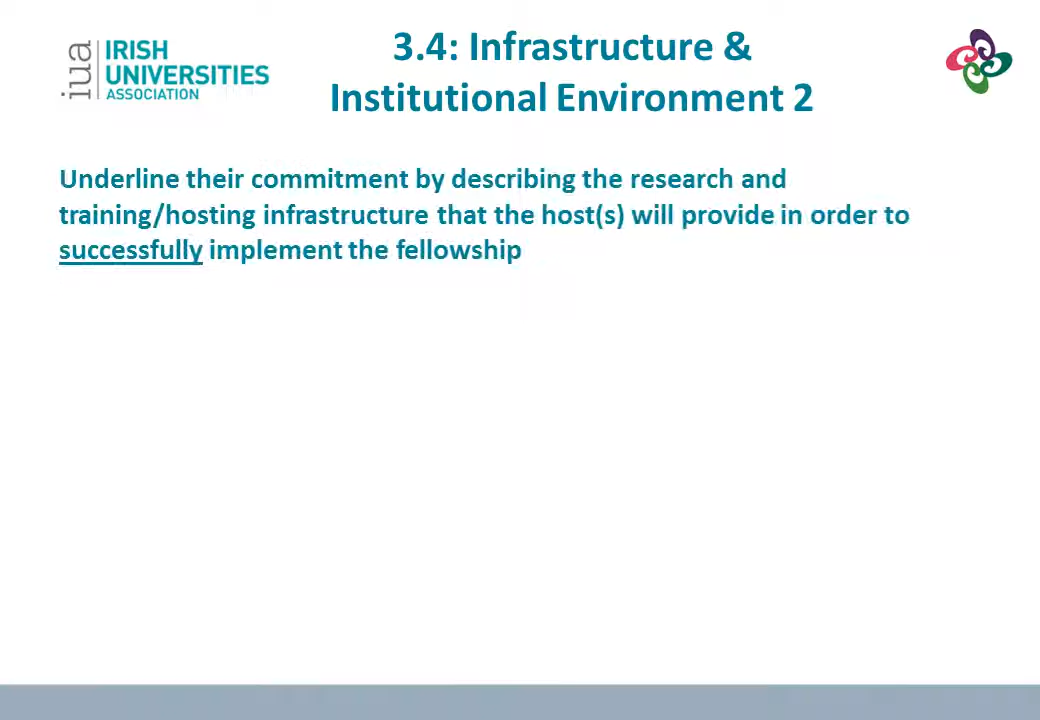 iua
IRISH
UNIVERSITIES
ASSOCIATION
3.4: Infrastructure &
Institutional Environment 2
Underline their commitment by describing the research and
training/hosting infrastructure that the host(s) will provide in order to
successfully implement the fellowship